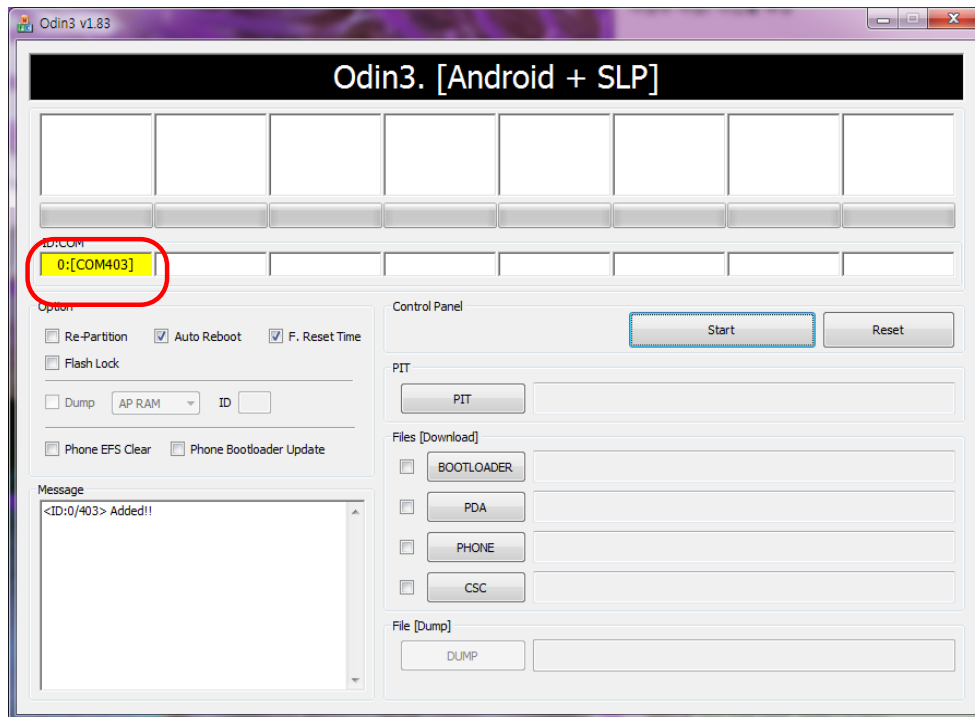 Odin3 v1.83
Odin3. [Android + SLP]
ID:COM
0:[COM403]
Option
Re-Partition Auto Reboot F. Reset Time
Flash Lock
Dump AP RAM ID
Phone EFS Clear Phone Bootloader Update
Message
<ID:0/403> Added!!
Control Panel
Start Reset
PIT
PIT
Files [Download]
BOOTLOADER
PDA
PHONE
CSC
File [Dump]
DUMP